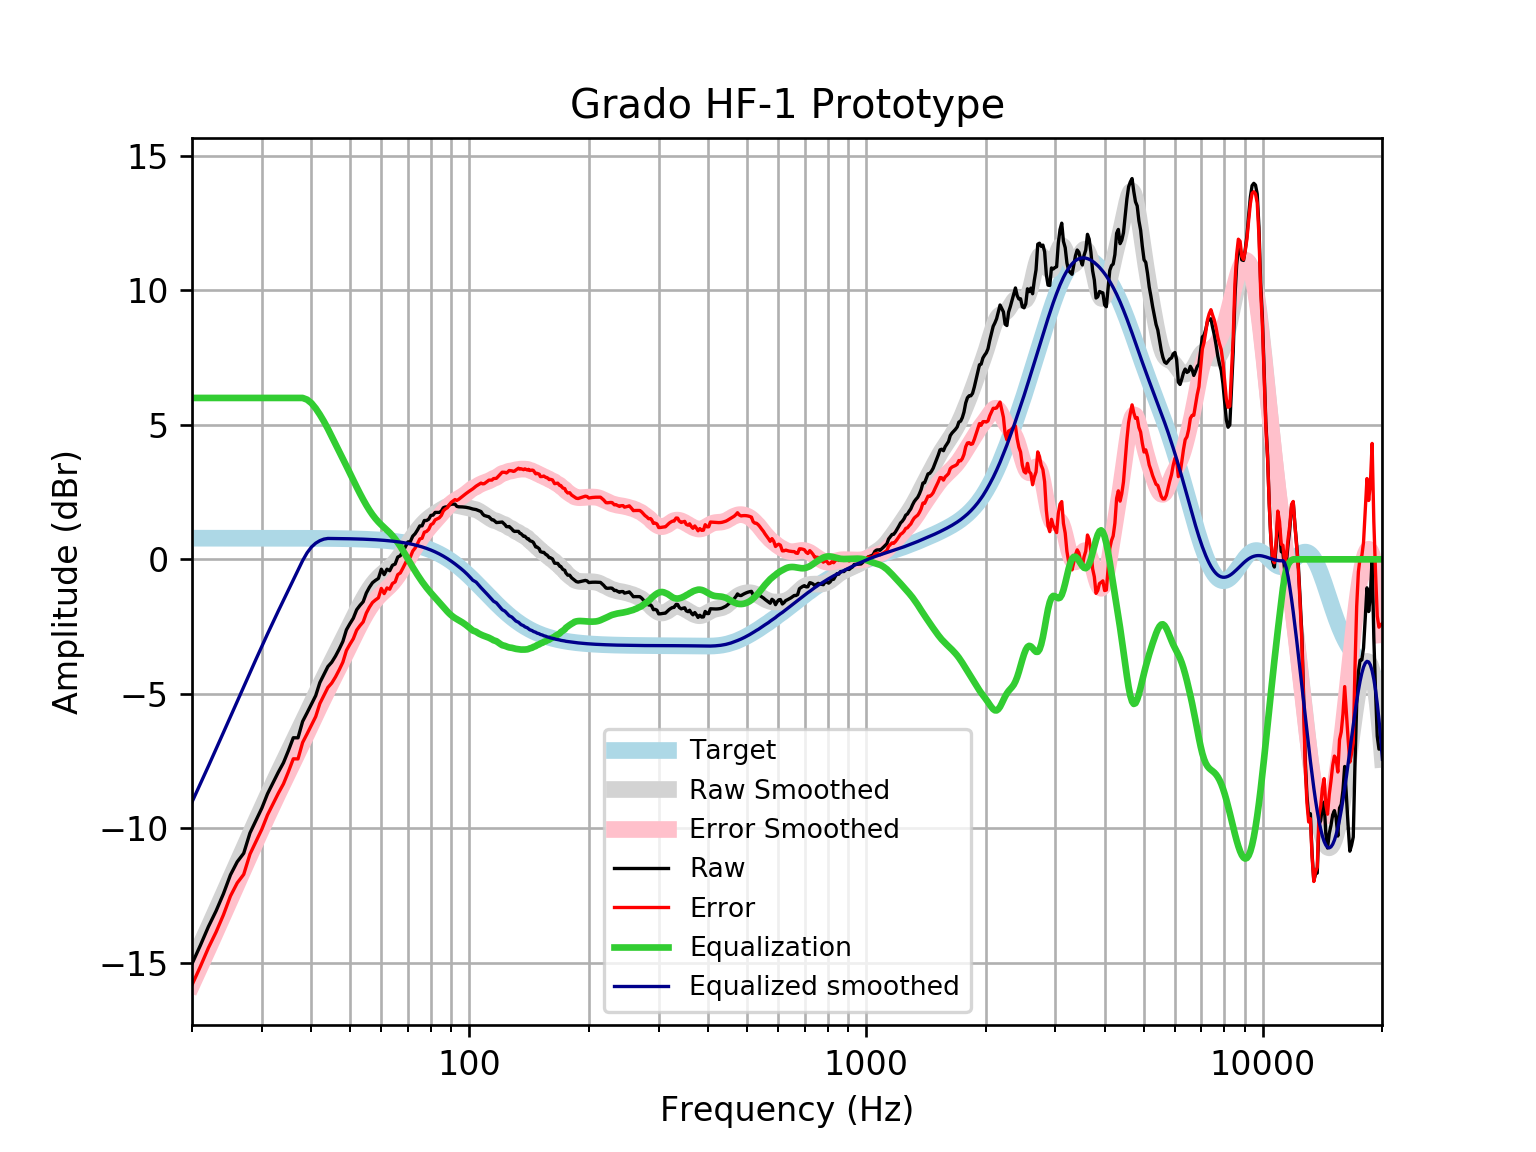 Grado HF-1 Prototype
15
10
5
0
−5
−10
−15
Amplitude (dBr)
Target
Raw Smoothed
Error Smoothed
Raw
Error
Equalization
Equalized smoothed
100 1000 10000
Frequency (Hz)